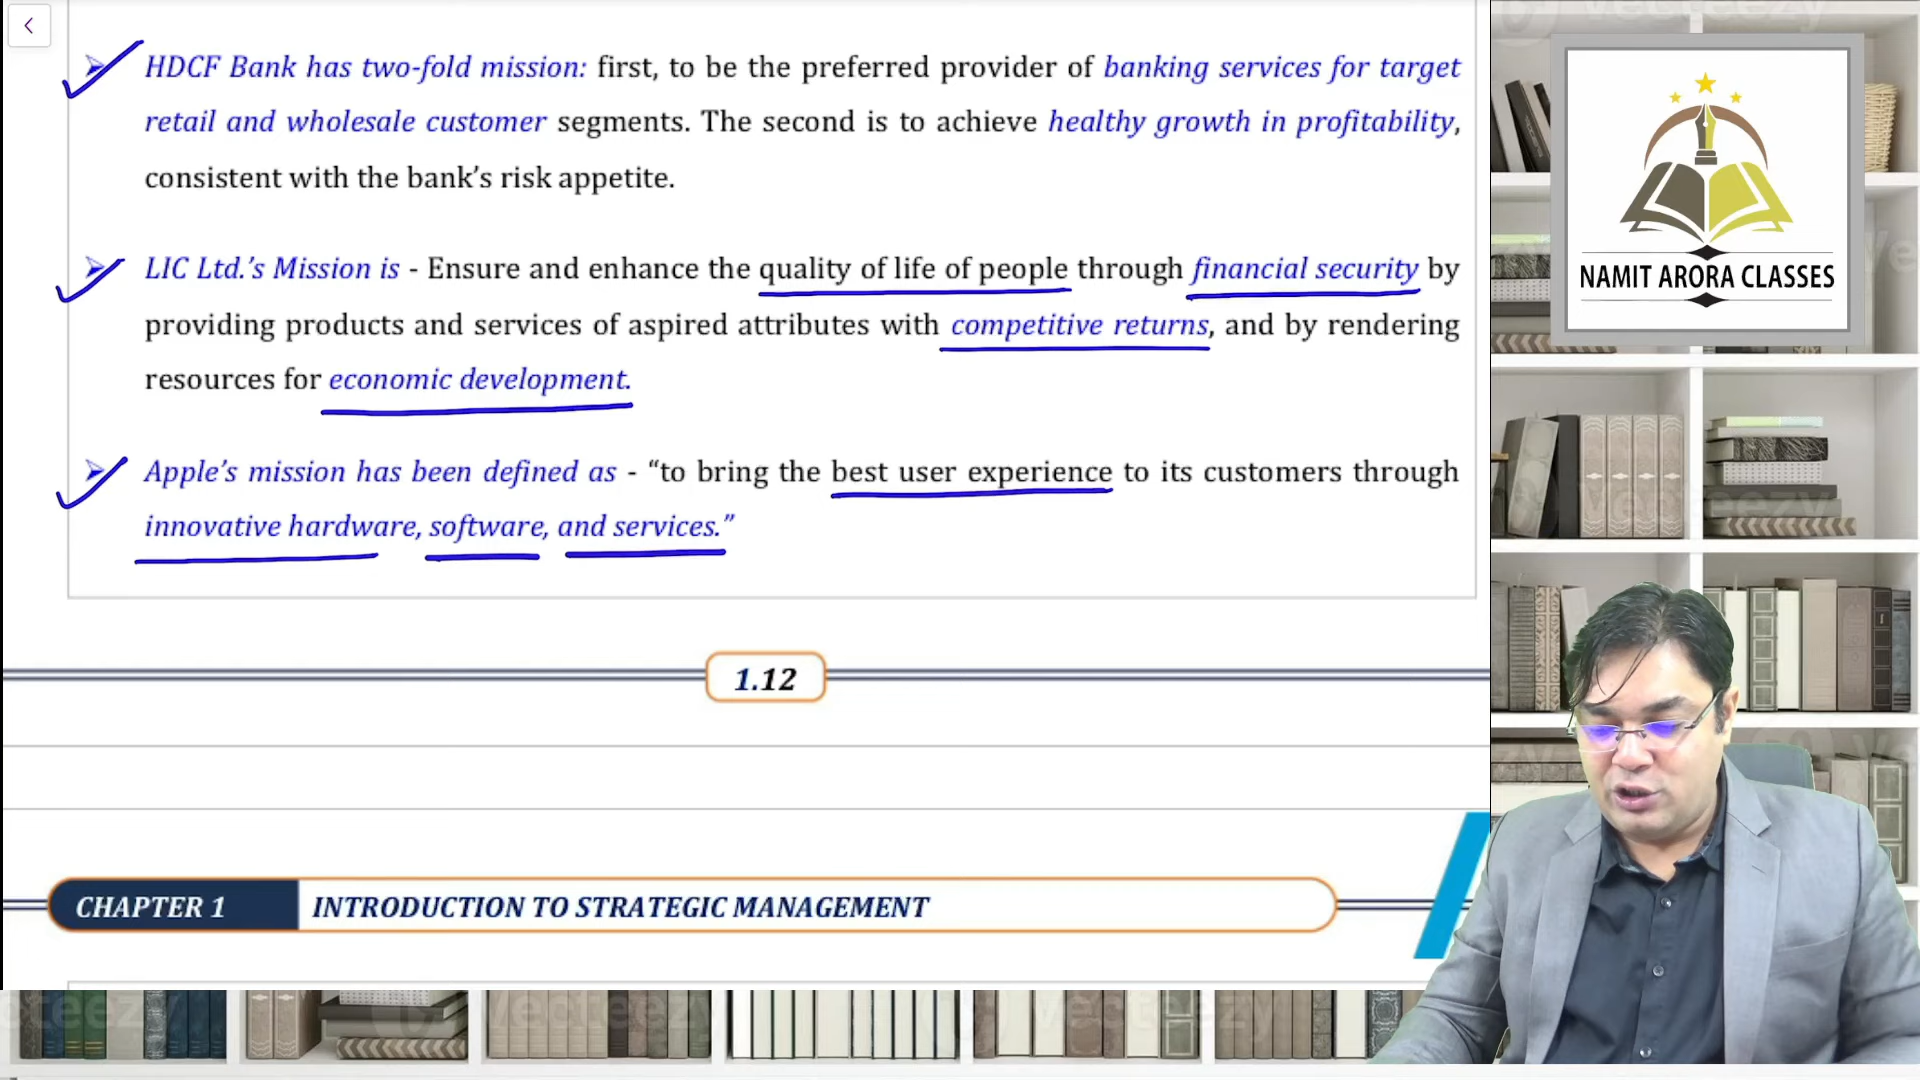 HDCF Bank has two-fold mission: first, to be the preferred provider of banking services for target
retail and wholesale customer segments. The second is to achieve healthy growth in profitability,
consistent with the bank’s risk appetite.
LIC Ltd.’s Mission is - Ensure and enhance the quality of life of people through financial security by
providing products and services of aspired attributes with competitive returns, and by rendering
resources for economic development.
Apple’s mission has been defined as - “to bring the best user experience to its customers through
innovative hardware, software, and services.”
1.12
CHAPTER 1 INTRODUCTION TO STRATEGIC MANAGEMENT
NAMIT ARORA CLASSES